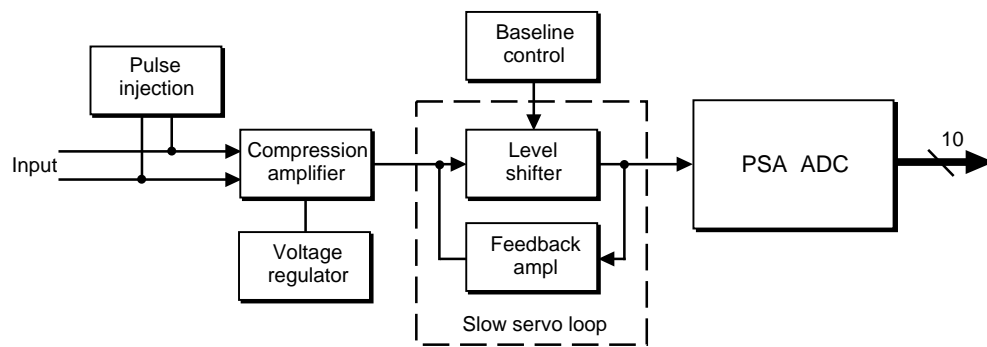 Baseline
control
Pulse
injection
Input
Compression
amplifier
Level
shifter
PSA ADC
10
Voltage
regulator
Feedback
ampl
Slow servo loop